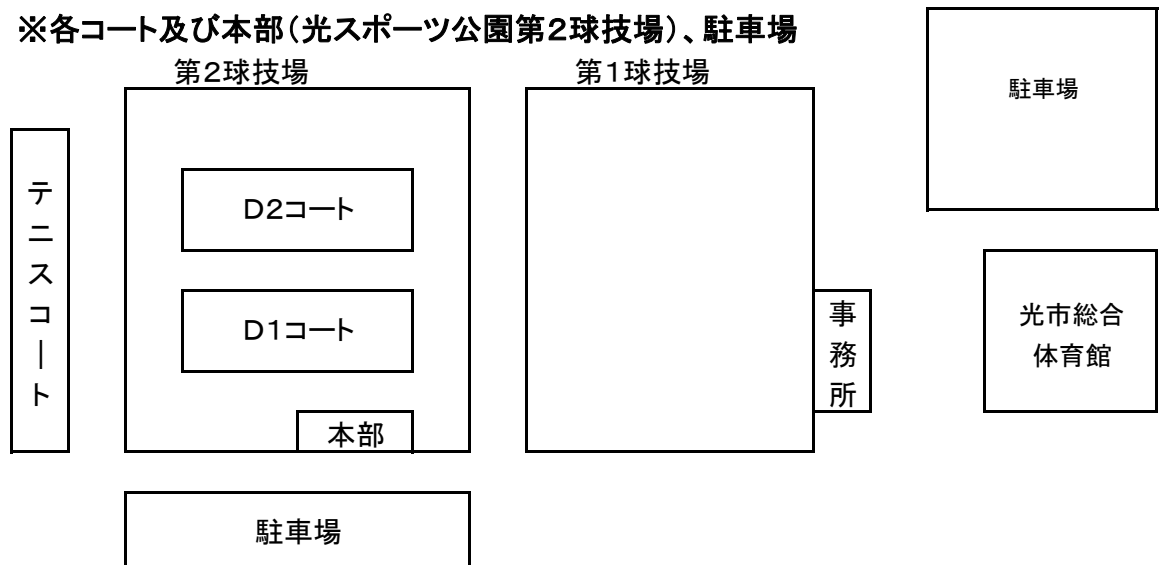 ※各コート及び本部(光スポーツ公園第2球技場)、駐車場
第2球技場
第1球技場
駐車場
テニスコート
D2コート
D1コート
本部
事務所
光市総合
体育館
駐車場